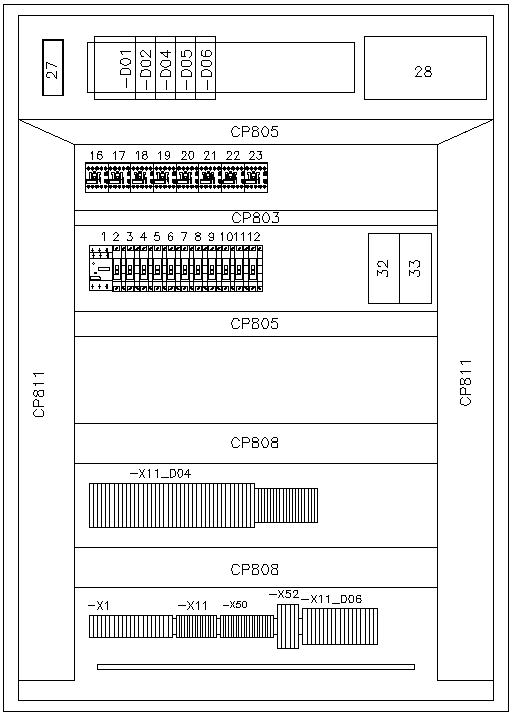 27
-D01
-D02
-D04
-D05
-D06
28
CP805
16 17 18 19 20 21 22 23
CP803
1 2 3 4 5 6 7 8 9 10 11 12
32
33
CP805
CP811
CP811
CP808
-X11_D04
CP808
-X1
-X11
-X50
-X52
-X11_D06